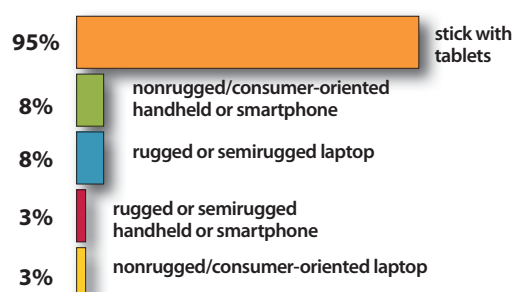 95%
stick with
tablets
8%
nonrugged/consumer-oriented
handheld or smartphone
8%
rugged or semirugged laptop
3%
rugged or semirugged
handheld or smartphone
3%
nonrugged/consumer-oriented laptop